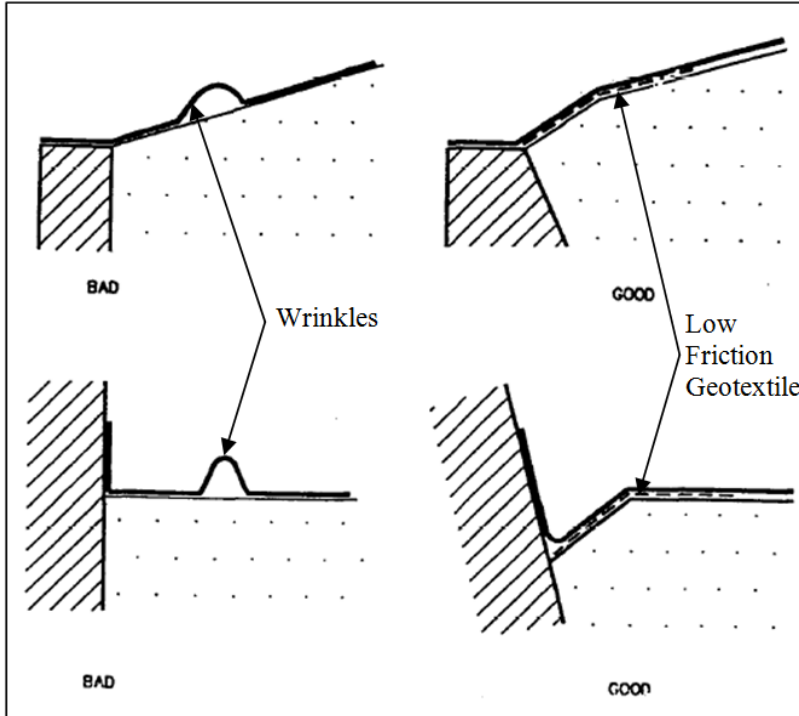 BAD
GOOD
Wrinkles
Low
Friction
Geotextile
BAD
GOOD